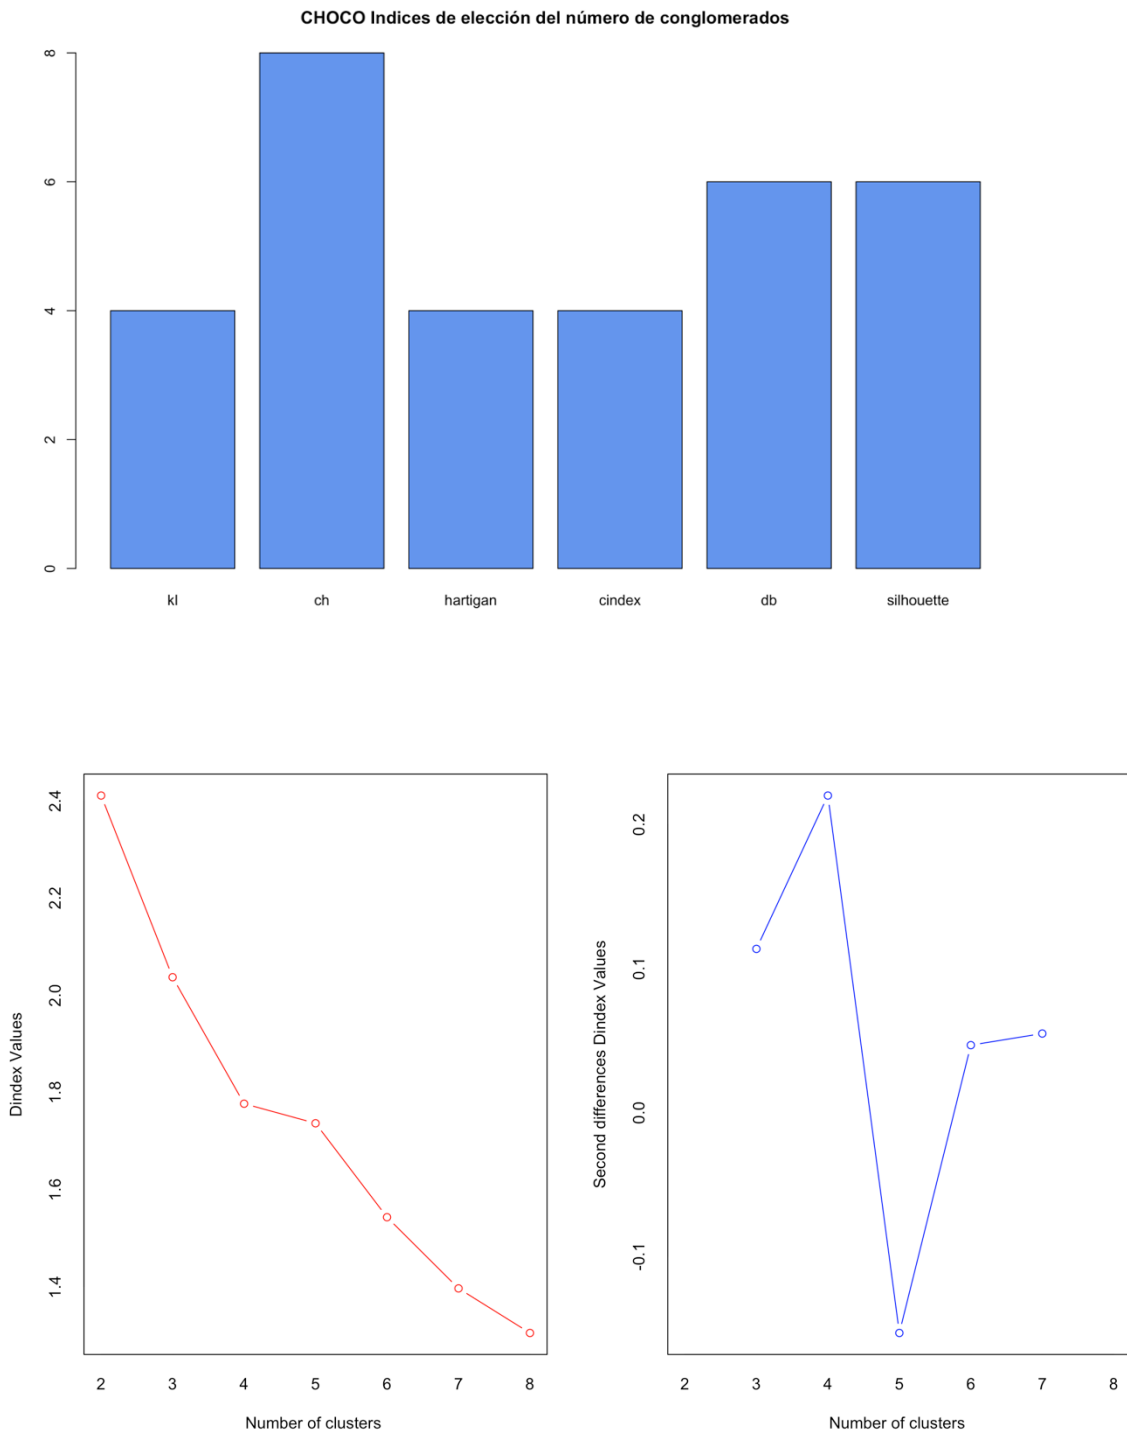 CHOCO Indices de elección del número de conglomerados
8
6
4
2
0
kl ch hartigan cindex db silhouette
Dindex Values
2.4
2.2
2.0
1.8
1.6
1.4
2 3 4 5 6 7 8
Number of clusters
Second differences Dindex Values
0.2
0.1
0.0
-0.1
2 3 4 5 6 7 8
Number of clusters